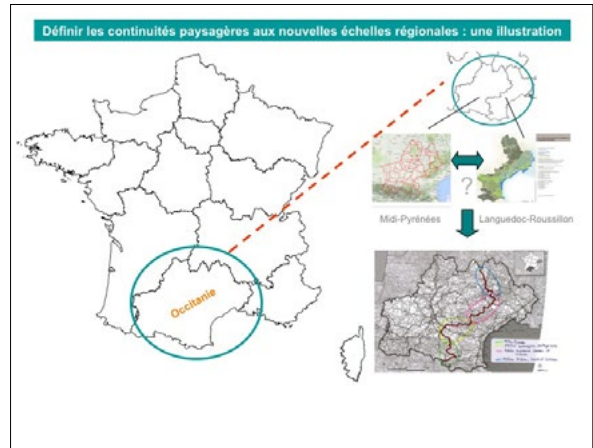 Définir les continuités paysagères aux nouvelles échelles régionales : une illustration
?
Midi-Pyrénées
Languedoc-Roussillon
Occitanie